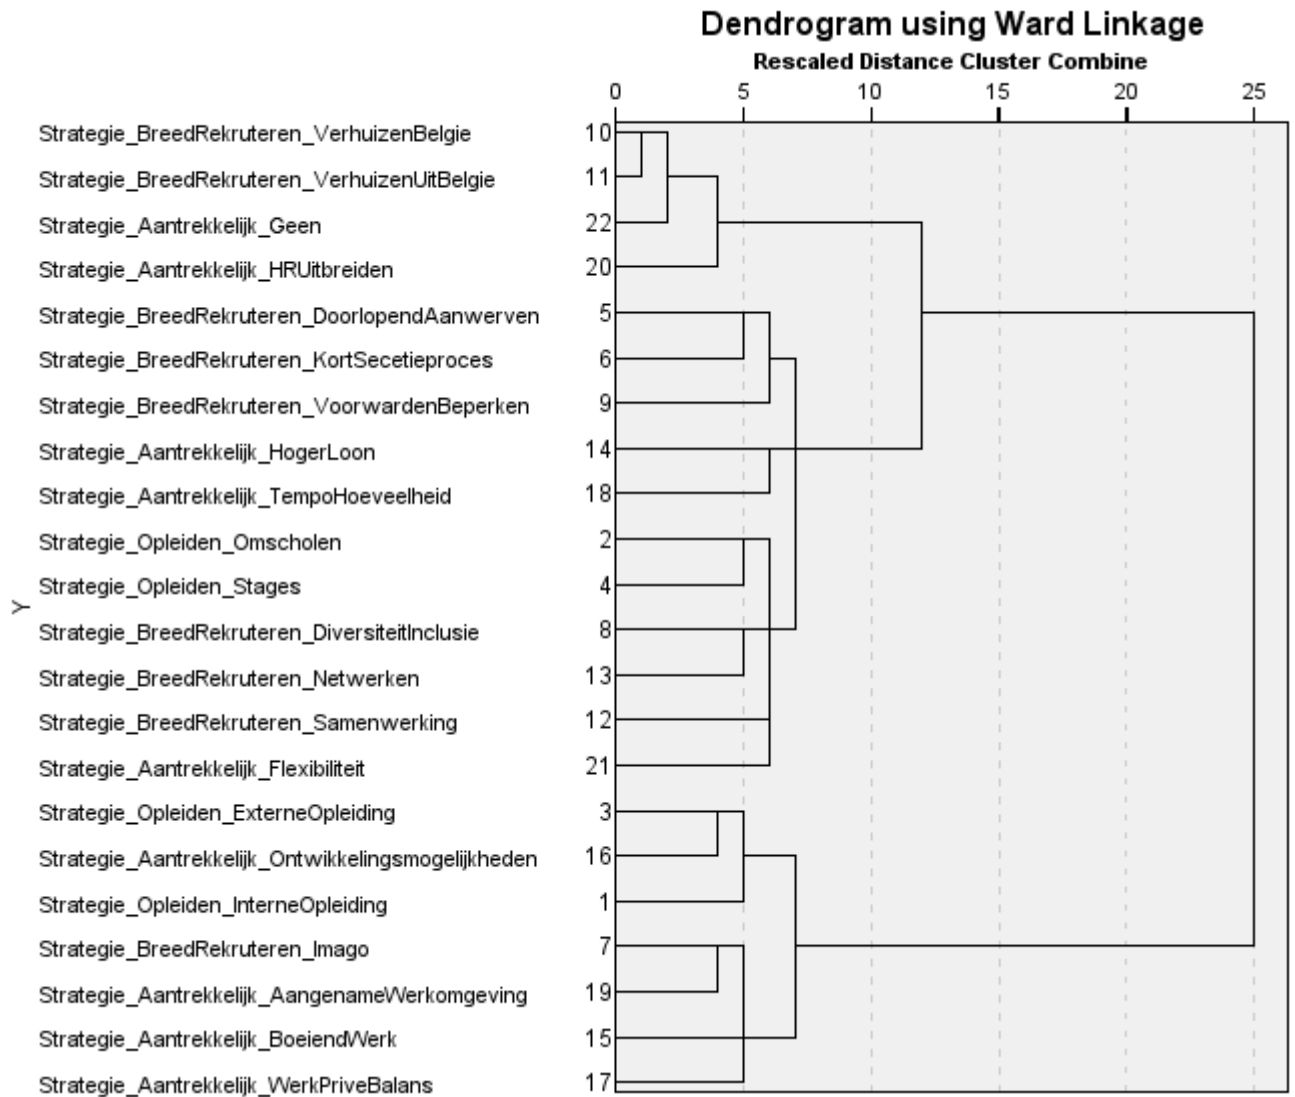 Dendrogram using Ward Linkage
Rescaled Distance Cluster Combine
0 5 10 15 20 25
Strategie_BreedRekruteren_VerhuizenBelgie 10
Strategie_BreedRekruteren_VerhuizenUitBelgie 11
Strategie_Aantrekkelijk_Geen 22
Strategie_Aantrekkelijk_HRUitbreiden 20
Strategie_BreedRekruteren_DoorlopendAanwerven 5
Strategie_BreedRekruteren_KortSecetieproces 6
Strategie_BreedRekruteren_VoorwardenBeperken 9
Strategie_Aantrekkelijk_HogerLoon 14
Strategie_Aantrekkelijk_TempoHoeveelheid 18
Strategie_Opleiden_Omscholen 2
Strategie_Opleiden_Stages 4
Y
Strategie_BreedRekruteren_DiversiteitInclusie 8
Strategie_BreedRekruteren_Netwerken 13
Strategie_BreedRekruteren_Samenwerking 12
Strategie_Aantrekkelijk_Flexibiliteit 21
Strategie_Opleiden_ExterneOpleiding 3
Strategie_Aantrekkelijk_Ontwikkelingsmogelijkheden 16
Strategie_Opleiden_InterneOpleiding 1
Strategie_BreedRekruteren_Imago 7
Strategie_Aantrekkelijk_AangenameWerkomgeving 19
Strategie_Aantrekkelijk_BoeiendWerk 15
Strategie_Aantrekkelijk_WerkPriveBalans 17